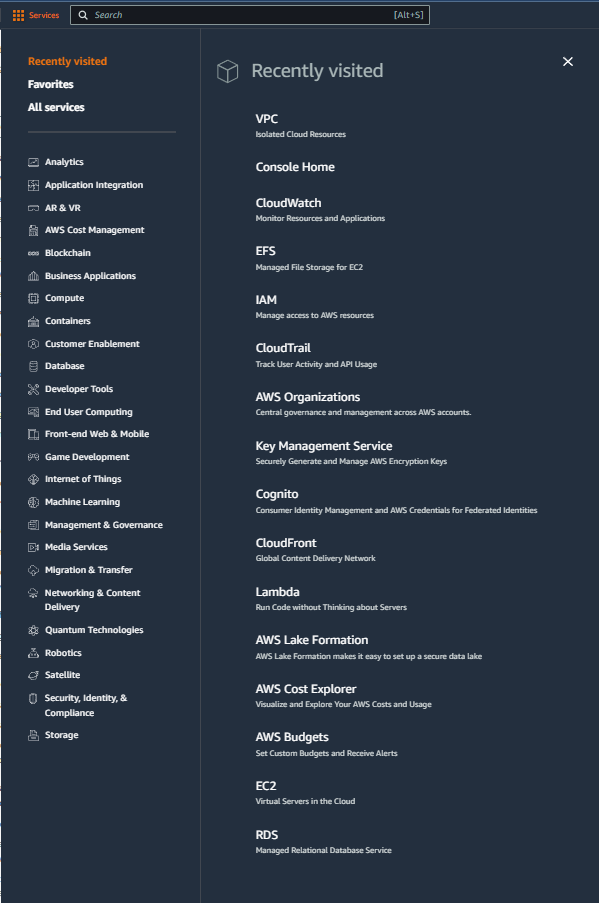 Services
Search
[Alt+S]
Recently visited
Favorites
All services
Analytics
Application Integration
AR & VR
AWS Cost Management
Blockchain
Business Applications
Compute
Containers
Customer Enablement
Database
Developer Tools
End User Computing
Front-end Web & Mobile
Game Development
Internet of Things
Machine Learning
Management & Governance
Media Services
Migration & Transfer
Networking & Content
Delivery
Quantum Technologies
Robotics
Satellite
Security, Identity, &
Compliance
Storage
Recently visited
VPC
Isolated Cloud Resources
Console Home
CloudWatch
Monitor Resources and Applications
EFS
Managed File Storage for EC2
IAM
Manage access to AWS resources
CloudTrail
Track User Activity and API Usage
AWS Organizations
Central governance and management across AWS accounts.
Key Management Service
Securely Generate and Manage AWS Encryption Keys
Cognito
Consumer Identity Management and AWS Credentials for Federated Identities
CloudFront
Global Content Delivery Network
Lambda
Run Code without Thinking about Servers
AWS Lake Formation
AWS Lake Formation makes it easy to set up a secure data lake
AWS Cost Explorer
Visualize and Explore Your AWS Costs and Usage
AWS Budgets
Set Custom Budgets and Receive Alerts
EC2
Virtual Servers in the Cloud
RDS
Managed Relational Database Service